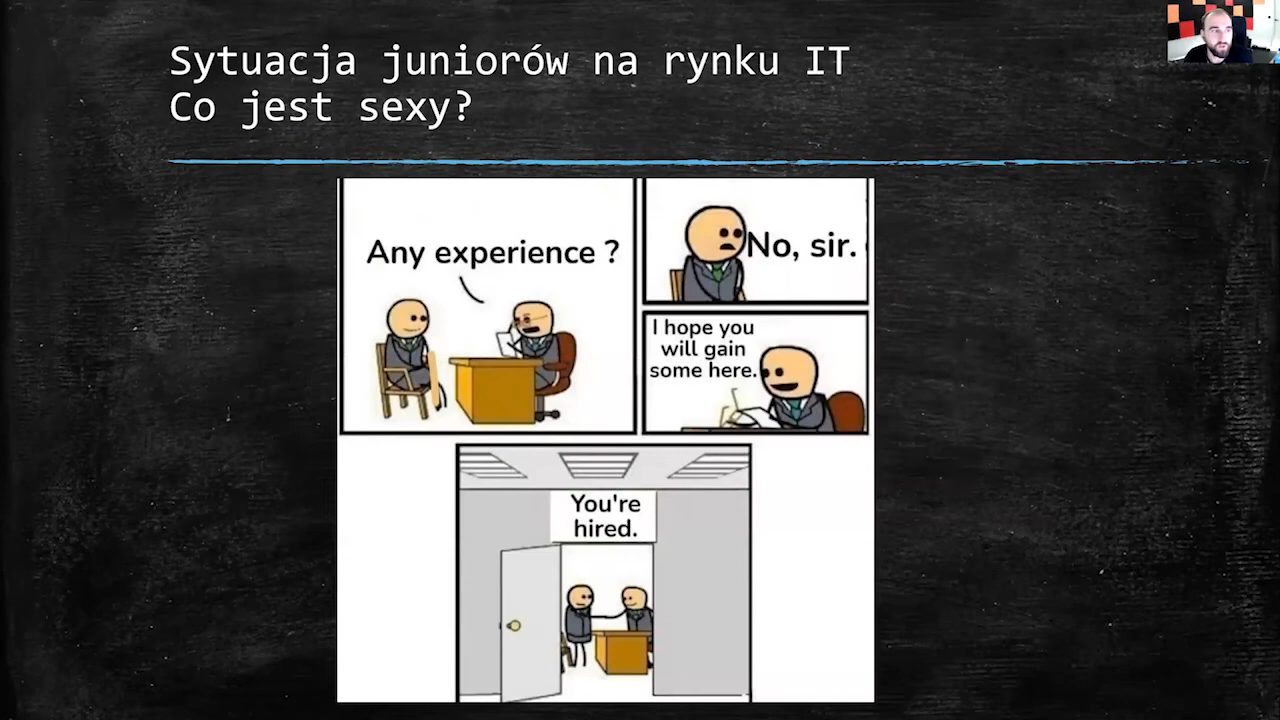 Sytuacja juniorów na rynku IT
Co jest sexy?
Any experience ?
No, sir.
I hope you
will gain
some here.
You're
hired.